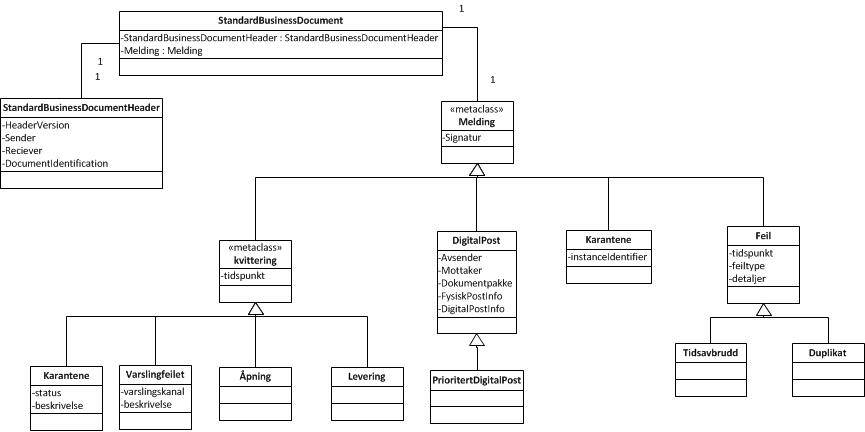 StandardBusinessDocument
-StandardBusinessDocumentHeader : StandardBusinessDocumentHeader
-Melding : Melding
1
1
1
1
StandardBusinessDocumentHeader
-HeaderVersion
-Sender
-Reciever
-DocumentIdentification
«metaclass»
Melding
-Signatur
«metaclass»
kvittering
-tidspunkt
DigitalPost
-Avsender
-Mottaker
-Dokumentpakke
-FysiskPostInfo
-DigitalPostInfo
Karantene
-instanceIdentifier
Feil
-tidspunkt
-feiltype
-detaljer
Karantene
-status
-beskrivelse
Varslingfeilet
-varslingskanal
-beskrivelse
Åpning
Levering
PrioritertDigitalPost
Tidsavbrudd
Duplikat